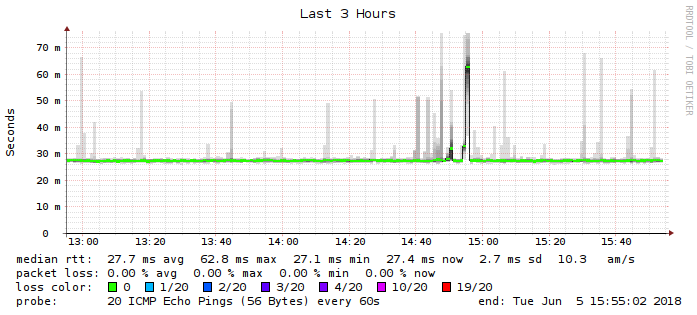 Last 3 Hours
RRDTOOL / TOBI OETIKER
Seconds
70 m
60 m
50 m
40 m
30 m
20 m
10 m
0
13:00 13:20 13:40 14:00 14:20 14:40 15:00 15:20 15:40
median rtt: 27.7 ms avg 62.8 ms max 27.1 ms min 27.4 ms now 2.7 ms sd 10.3 am/s
packet loss: 0.00 % avg 0.00 % max 0.00 % min 0.00 % now
loss color: 0 1/20 2/20 3/20 4/20 10/20 19/20
probe: 20 ICMP Echo Pings (56 Bytes) every 60s end: Tue Jun 5 15:55:02 2018